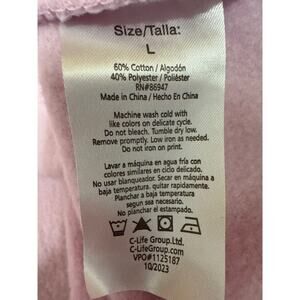 Size/Talla:
L
60% Cotton / Algodón
40% Polyester / Poliéster
RN#86947
Made in China / Hecho En China
Machine wash cold with
like colors on delicate cycle.
Do not bleach. Tumble dry low.
Remove promptly. Low iron as needed.
Do not iron on print.
Lavar a máquina en agua fría con
colores similares en ciclo delicado.
No usar blanqueador. Secar en máquina a
baja temperatura. quitar rapidamente.
Planchar a baja temperatura
segun sea necesario.
No planchar el estampado.
C-Life Group,Ltd.
C-LifeGroup.com
VPO#1125187
10/2023